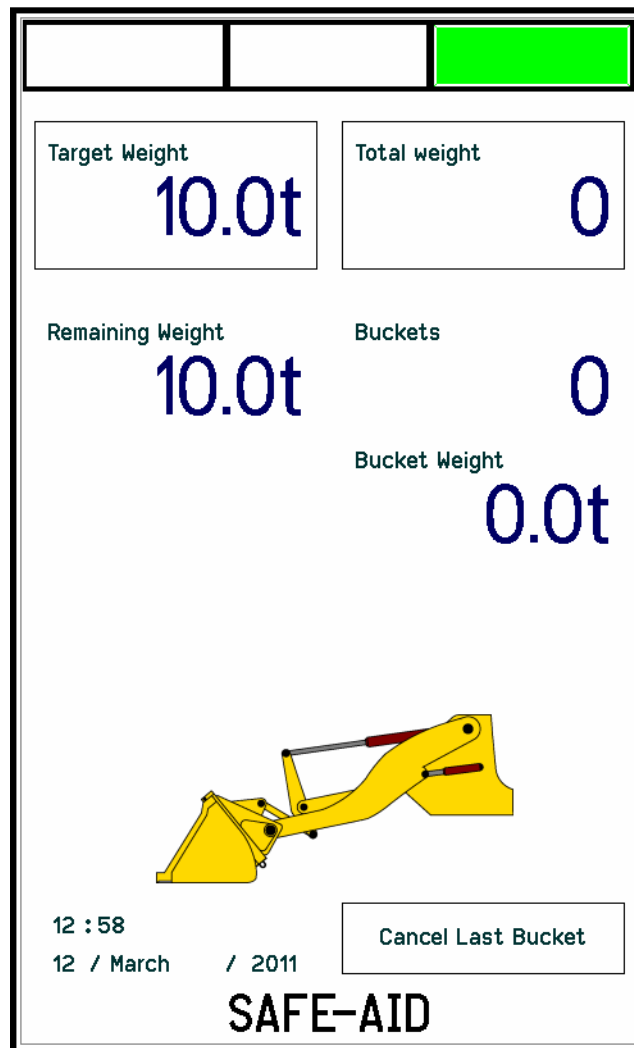 Target Weight
10.0t
Total weight
0
Remaining Weight
10.0t
Buckets
0
Bucket Weight
0.0t
12 : 58
12 / March / 2011
Cancel Last Bucket
SAFE-AID